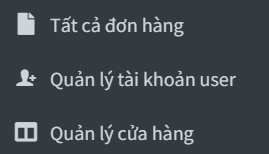 Tất cả đơn hàng
Quản lý tài khoản user
Quản lý cửa hàng